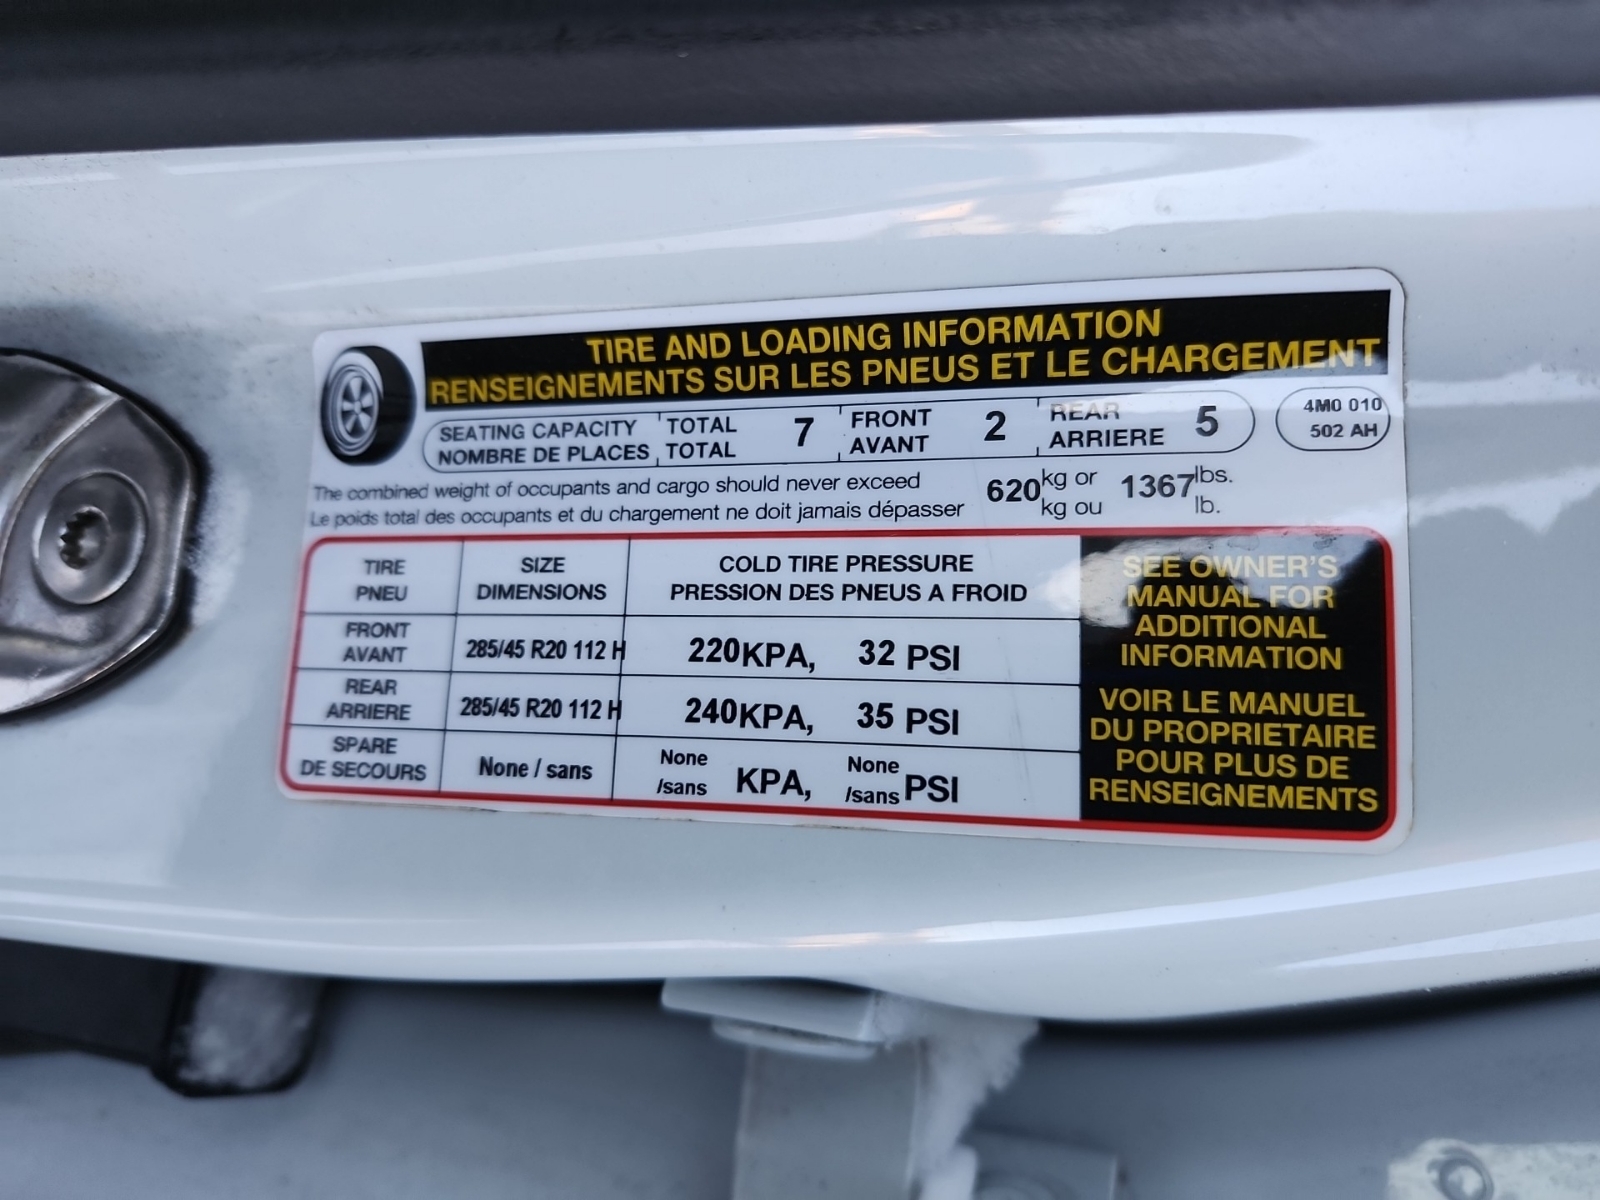 TIRE AND LOADING INFORMATION
RENSEIGNEMENTS SUR LES PNEUS ET LE CHARGEMENT
SEATING CAPACITY TOTAL 7 FRONT 2 REAR 5
NOMBRE DE PLACES TOTAL AVANT ARRIERE
4M0 010
502 AH
The combined weight of occupants and cargo should never exceed 620 kg or 1367 lbs.
Le poids total des occupants et du chargement ne doit jamais dépasser kg ou lb.
TIRE SIZE COLD TIRE PRESSURE
PNEU DIMENSIONS PRESSION DES PNEUS A FROID
FRONT
AVANT
285/45 R20 112 H 220KPA, 32 PSI
REAR
ARRIERE
285/45 R20 112 H 240KPA, 35 PSI
SPARE
DE SECOURS
None / sans
None
/sans KPA,
None
/sans PSI
SEE OWNER'S
MANUAL FOR
ADDITIONAL
INFORMATION
VOIR LE MANUEL
DU PROPRIETAIRE
POUR PLUS DE
RENSEIGNEMENTS